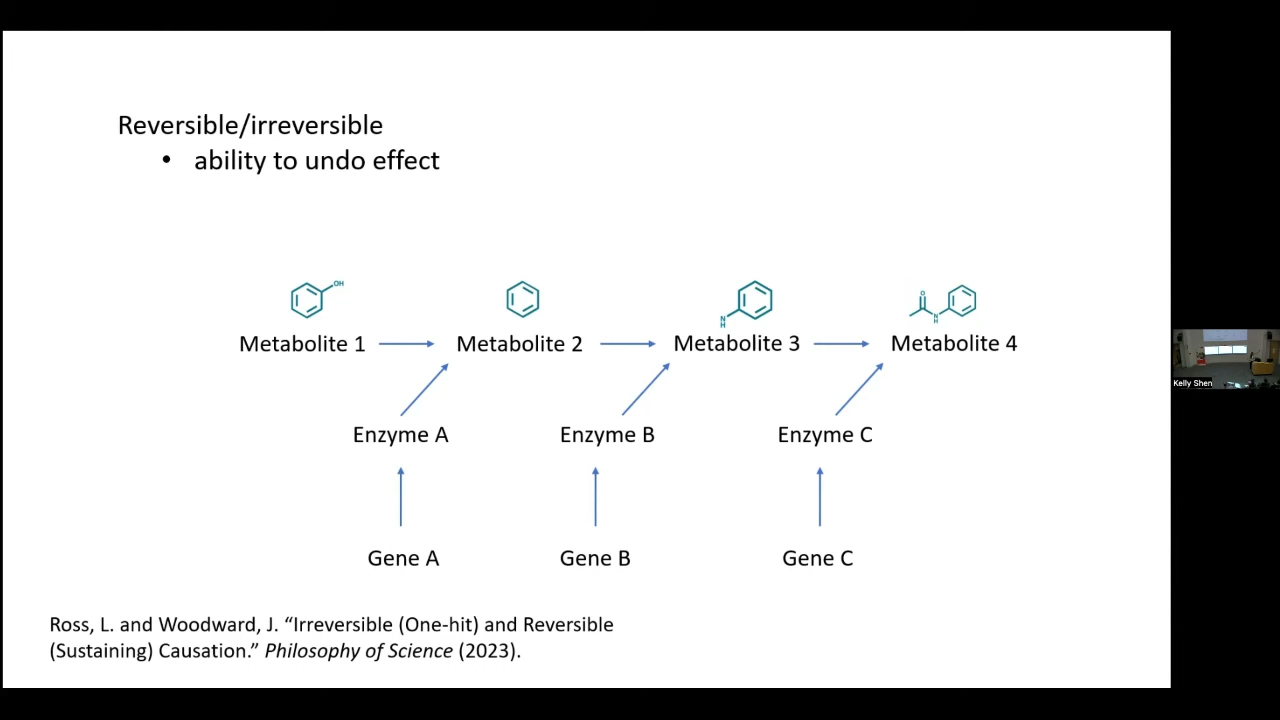 Reversible/irreversible
• ability to undo effect
OH
O
N
H
N
H
Metabolite 1
Metabolite 2
Metabolite 3
Metabolite 4
Enzyme A
Enzyme B
Enzyme C
Gene A
Gene B
Gene C
Ross, L. and Woodward, J. “Irreversible (One-hit) and Reversible
(Sustaining) Causation.” Philosophy of Science (2023).
Kelly Shen